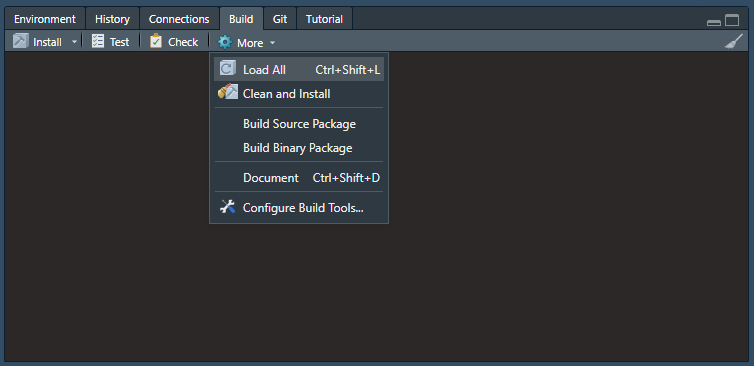 Environment History Connections Build Git Tutorial
Install Test Check More
Load All Ctrl+Shift+L
Clean and Install
Build Source Package
Build Binary Package
Document Ctrl+Shift+D
Configure Build Tools...